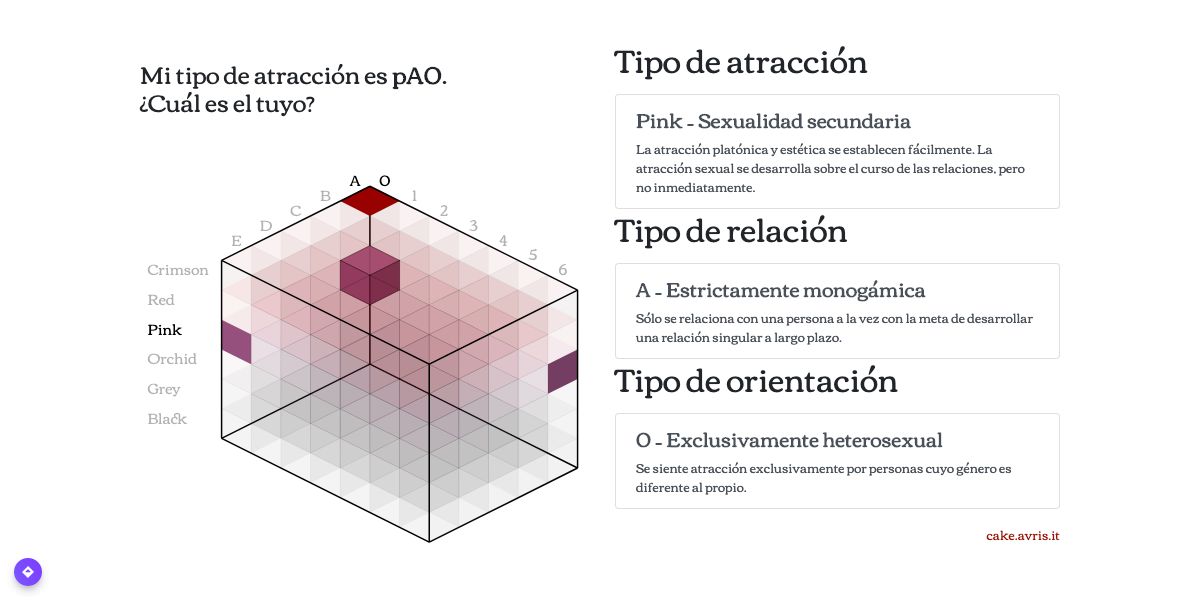 Mi tipo de atracción es pA0.
¿Cuál es el tuyo?
A 0
B 1
C 2
D 3
E 4
5
6
Crimson
Red
Pink
Orchid
Grey
Black
Tipo de atracción
Pink - Sexualidad secundaria
La atracción platónica y estética se establecen fácilmente. La
atracción sexual se desarrolla sobre el curso de las relaciones, pero
no inmediatamente.
Tipo de relación
A - Estrictamente monogámica
Sólo se relaciona con una persona a la vez con la meta de desarrollar
una relación singular a largo plazo.
Tipo de orientación
0 - Exclusivamente heterosexual
Se siente atracción exclusivamente por personas cuyo género es
diferente al propio.
cake.avris.it